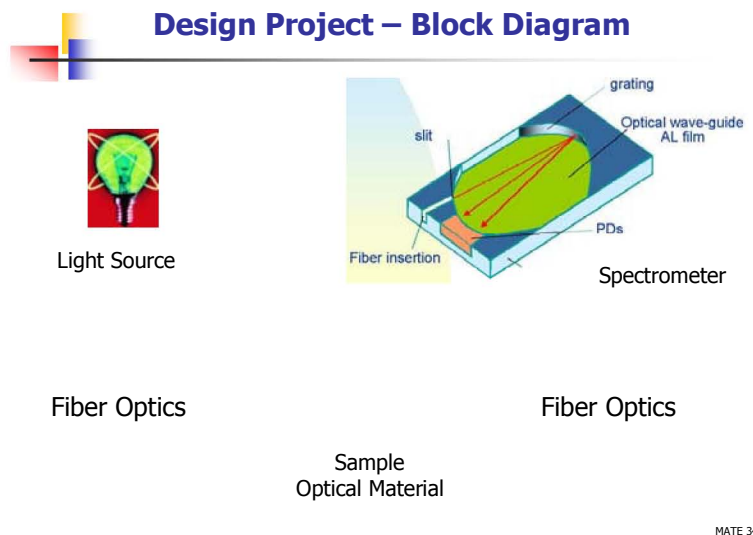 Design Project – Block Diagram
grating
Optical wave-guide
AL film
slit
PDs
Fiber insertion
Light Source
Spectrometer
Fiber Optics
Fiber Optics
Sample
Optical Material
MATE